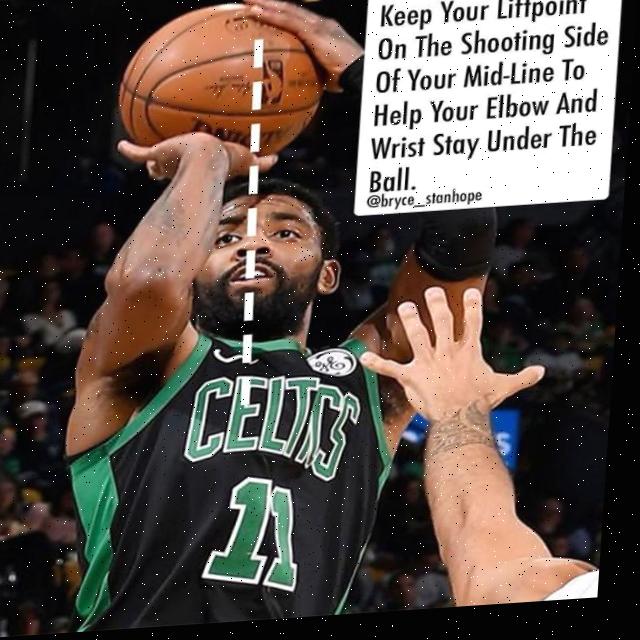 Keep Your Liftpoint
On The Shooting Side
Of Your Mid-Line To
Help Your Elbow And
Wrist Stay Under The
Ball.
@bryce_stanhope
CELTICS
11